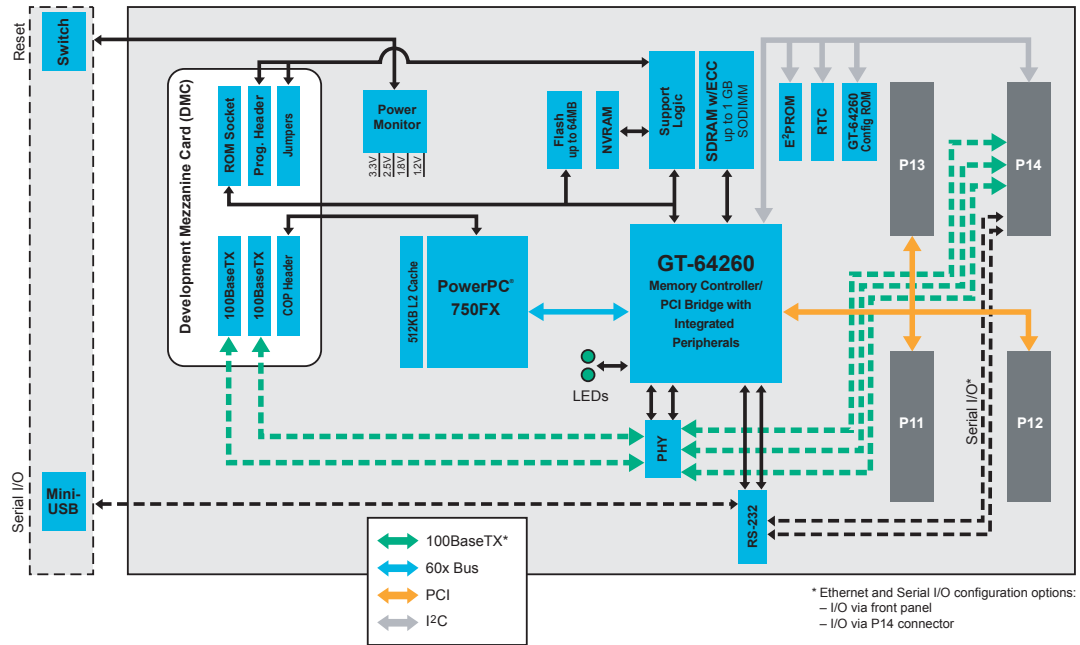 Reset
Switch
Serial I/O
Mini-
USB
Development Mezzanine Card (DMC)
ROM Socket
Prog. Header
Jumpers
100BaseTX
100BaseTX
COP Header
Power
Monitor
3.3V
2.5V
1.8V
1.2V
Flash
up to 64MB
NVRAM
Support
Logic
SDRAM w/ECC
up to 1 GB
SODIMM
E²PROM
RTC
GT-64260
Config ROM
P13
P14
512KB L2 Cache
PowerPC®
750FX
GT-64260
Memory Controller/
PCI Bridge with
Integrated
Peripherals
LEDs
PHY
RS-232
P11
Serial I/O*
P12
100BaseTX*
60x Bus
PCI
I²C
* Ethernet and Serial I/O configuration options:
– I/O via front panel
– I/O via P14 connector